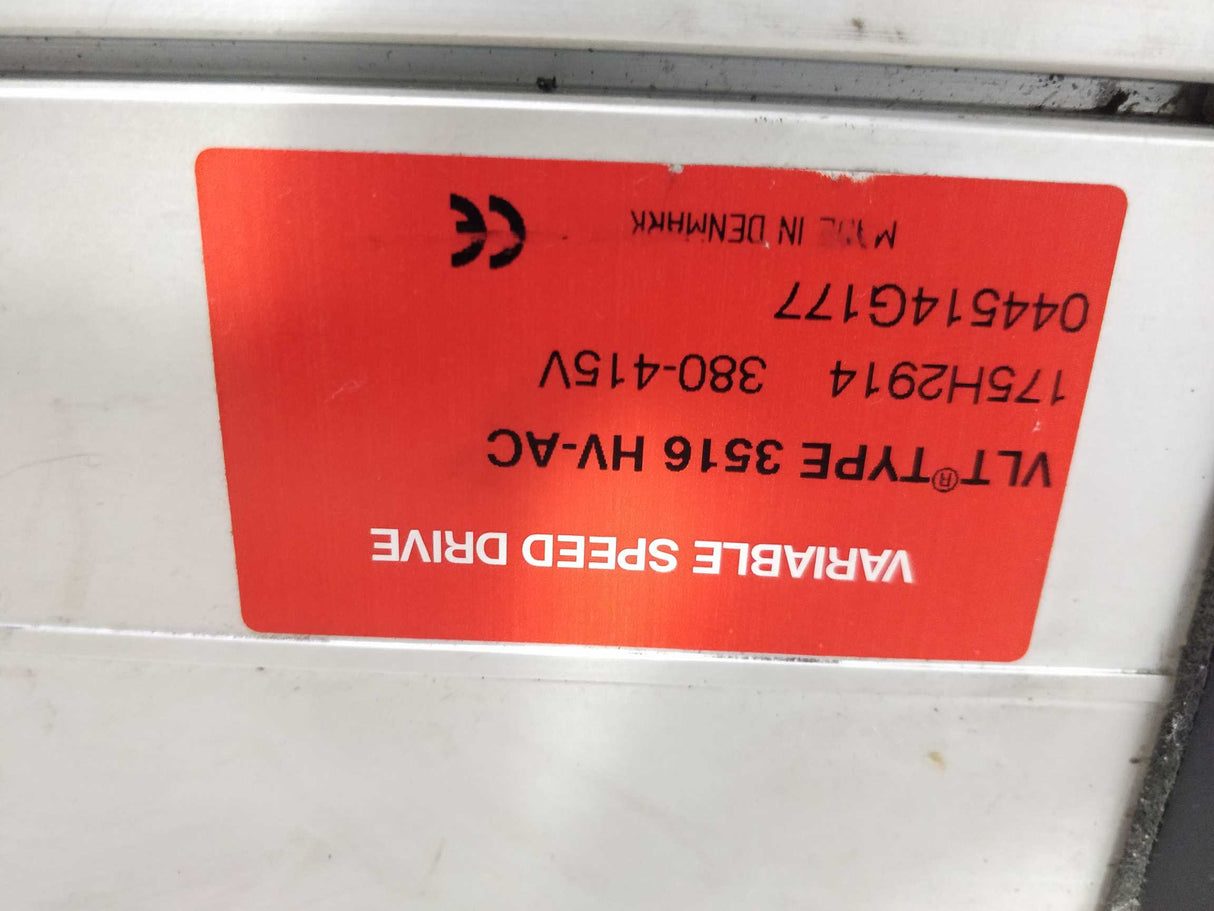 VARIABLE SPEED DRIVE
VLT® TYPE 3516 HV-AC
175H2914 380-415V
044514G177
MADE IN DENMARK CE